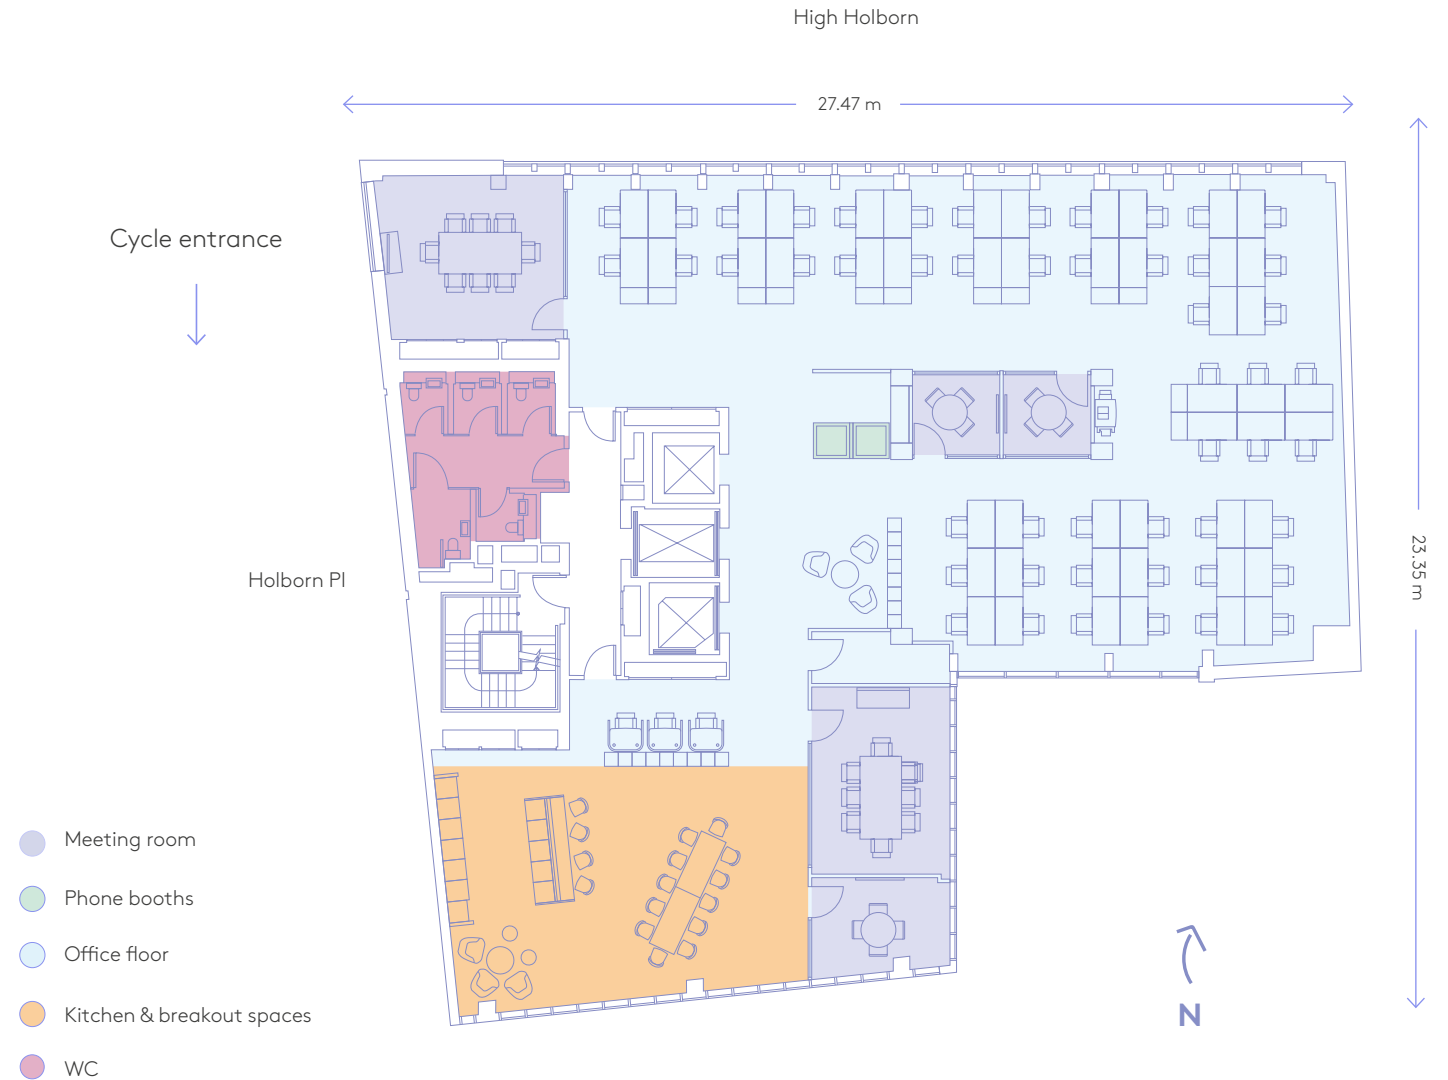 High Holborn
27.47 m
Cycle entrance
23.35 m
Holborn Pl
Meeting room
Phone booths
Office floor
Kitchen & breakout spaces
WC
N